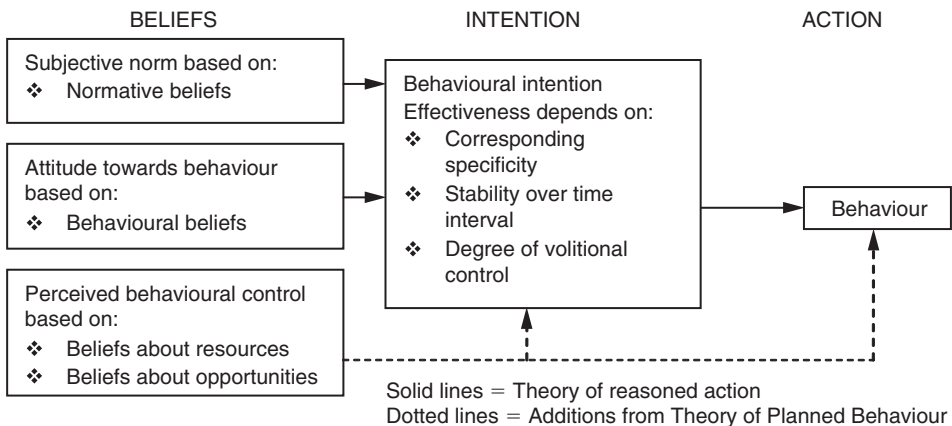 BELIEFS
INTENTION
ACTION
Subjective norm based on:
❖ Normative beliefs
Attitude towards behaviour
based on:
❖ Behavioural beliefs
Perceived behavioural control
based on:
❖ Beliefs about resources
❖ Beliefs about opportunities
Behavioural intention
Effectiveness depends on:
❖ Corresponding
specificity
❖ Stability over time
interval
❖ Degree of volitional
control
Behaviour
Solid lines = Theory of reasoned action
Dotted lines = Additions from Theory of Planned Behaviour